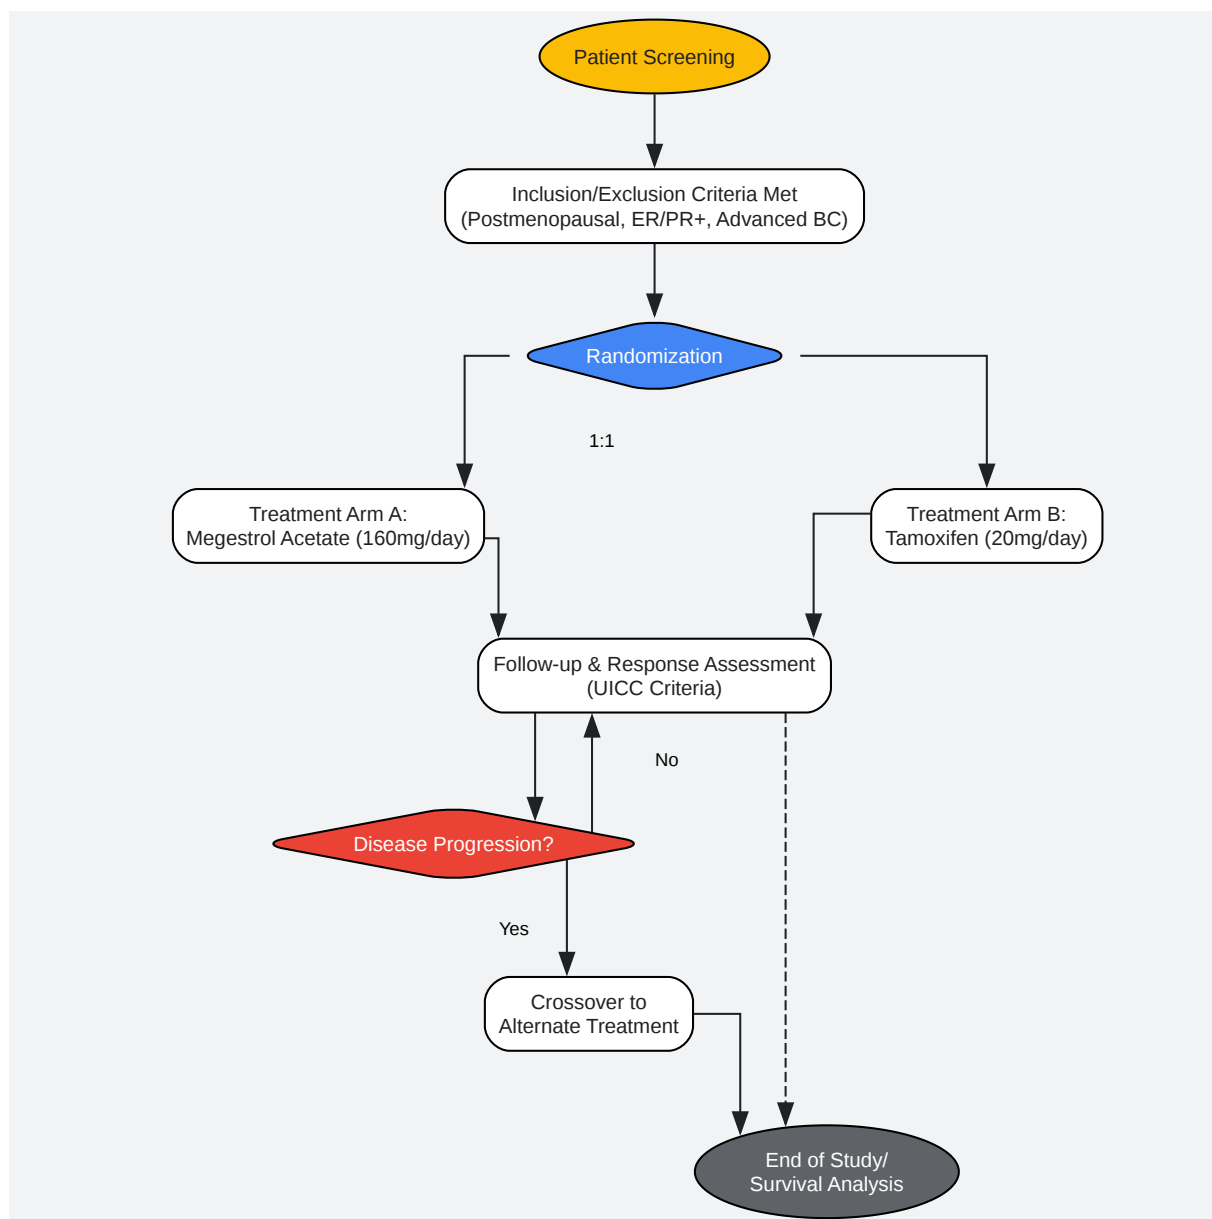 Patient Screening
Inclusion/Exclusion Criteria Met
(Postmenopausal, ER/PR+, Advanced BC)
Randomization
1:1
Treatment Arm A:
Megestrol Acetate (160mg/day)
Treatment Arm B:
Tamoxifen (20mg/day)
Follow-up & Response Assessment
(UICC Criteria)
No
Disease Progression?
Yes
Crossover to
Alternate Treatment
End of Study/
Survival Analysis